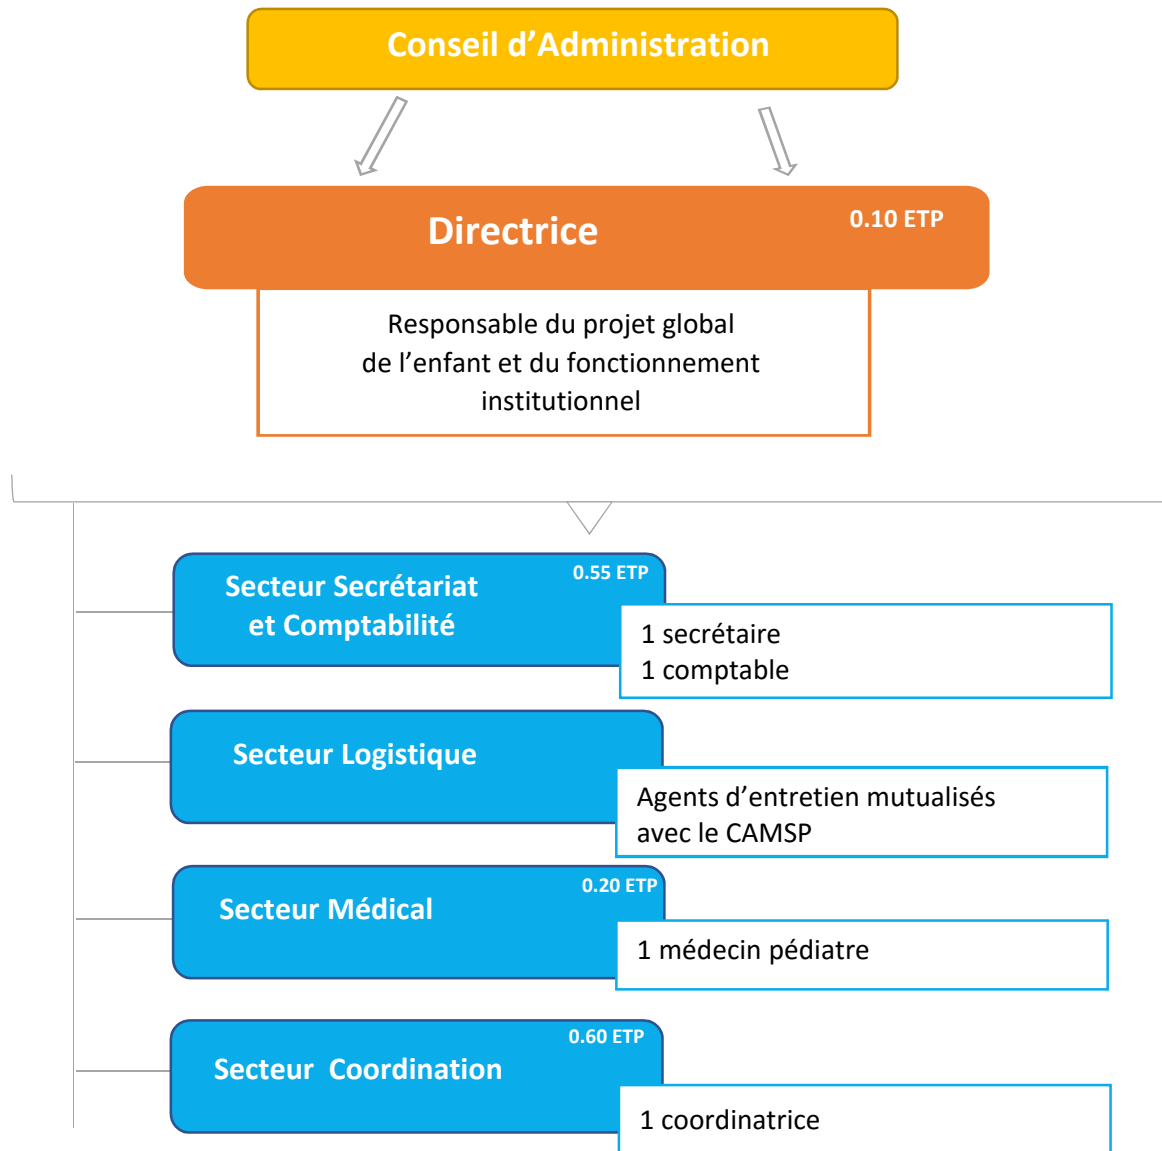 Conseil d’Administration
Directrice
0.10 ETP
Responsable du projet global
de l’enfant et du fonctionnement
institutionnel
Secteur Secrétariat
et Comptabilité
0.55 ETP
1 secrétaire
1 comptable
Secteur Logistique
Agents d’entretien mutualisés
avec le CAMSP
Secteur Médical
0.20 ETP
1 médecin pédiatre
Secteur Coordination
0.60 ETP
1 coordinatrice